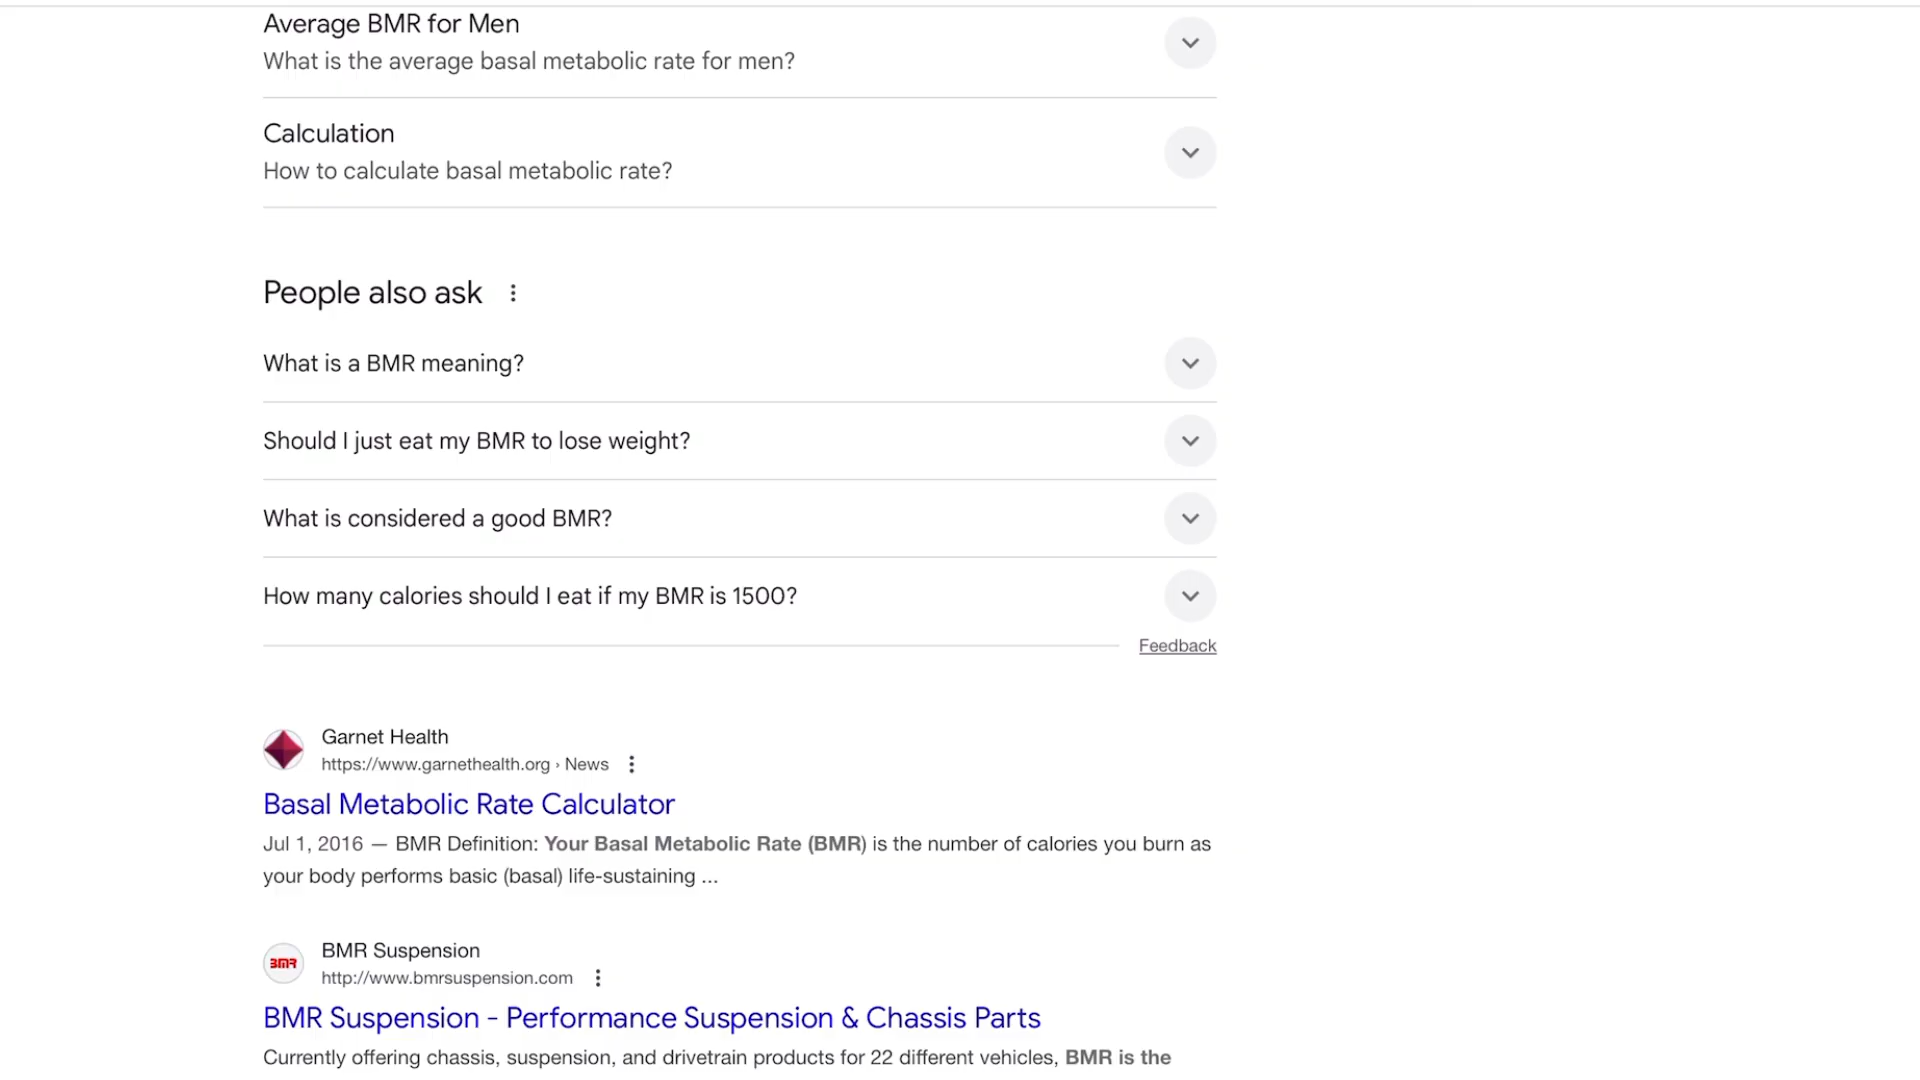 Average BMR for Men
What is the average basal metabolic rate for men?
Calculation
How to calculate basal metabolic rate?
People also ask
What is a BMR meaning?
Should I just eat my BMR to lose weight?
What is considered a good BMR?
How many calories should I eat if my BMR is 1500?
Feedback
Garnet Health
https://www.garnethealth.org › News
Basal Metabolic Rate Calculator
Jul 1, 2016 — BMR Definition: Your Basal Metabolic Rate (BMR) is the number of calories you burn as
your body performs basic (basal) life-sustaining ...
BMR
BMR Suspension
http://www.bmrsuspension.com
BMR Suspension - Performance Suspension & Chassis Parts
Currently offering chassis, suspension, and drivetrain products for 22 different vehicles, BMR is the